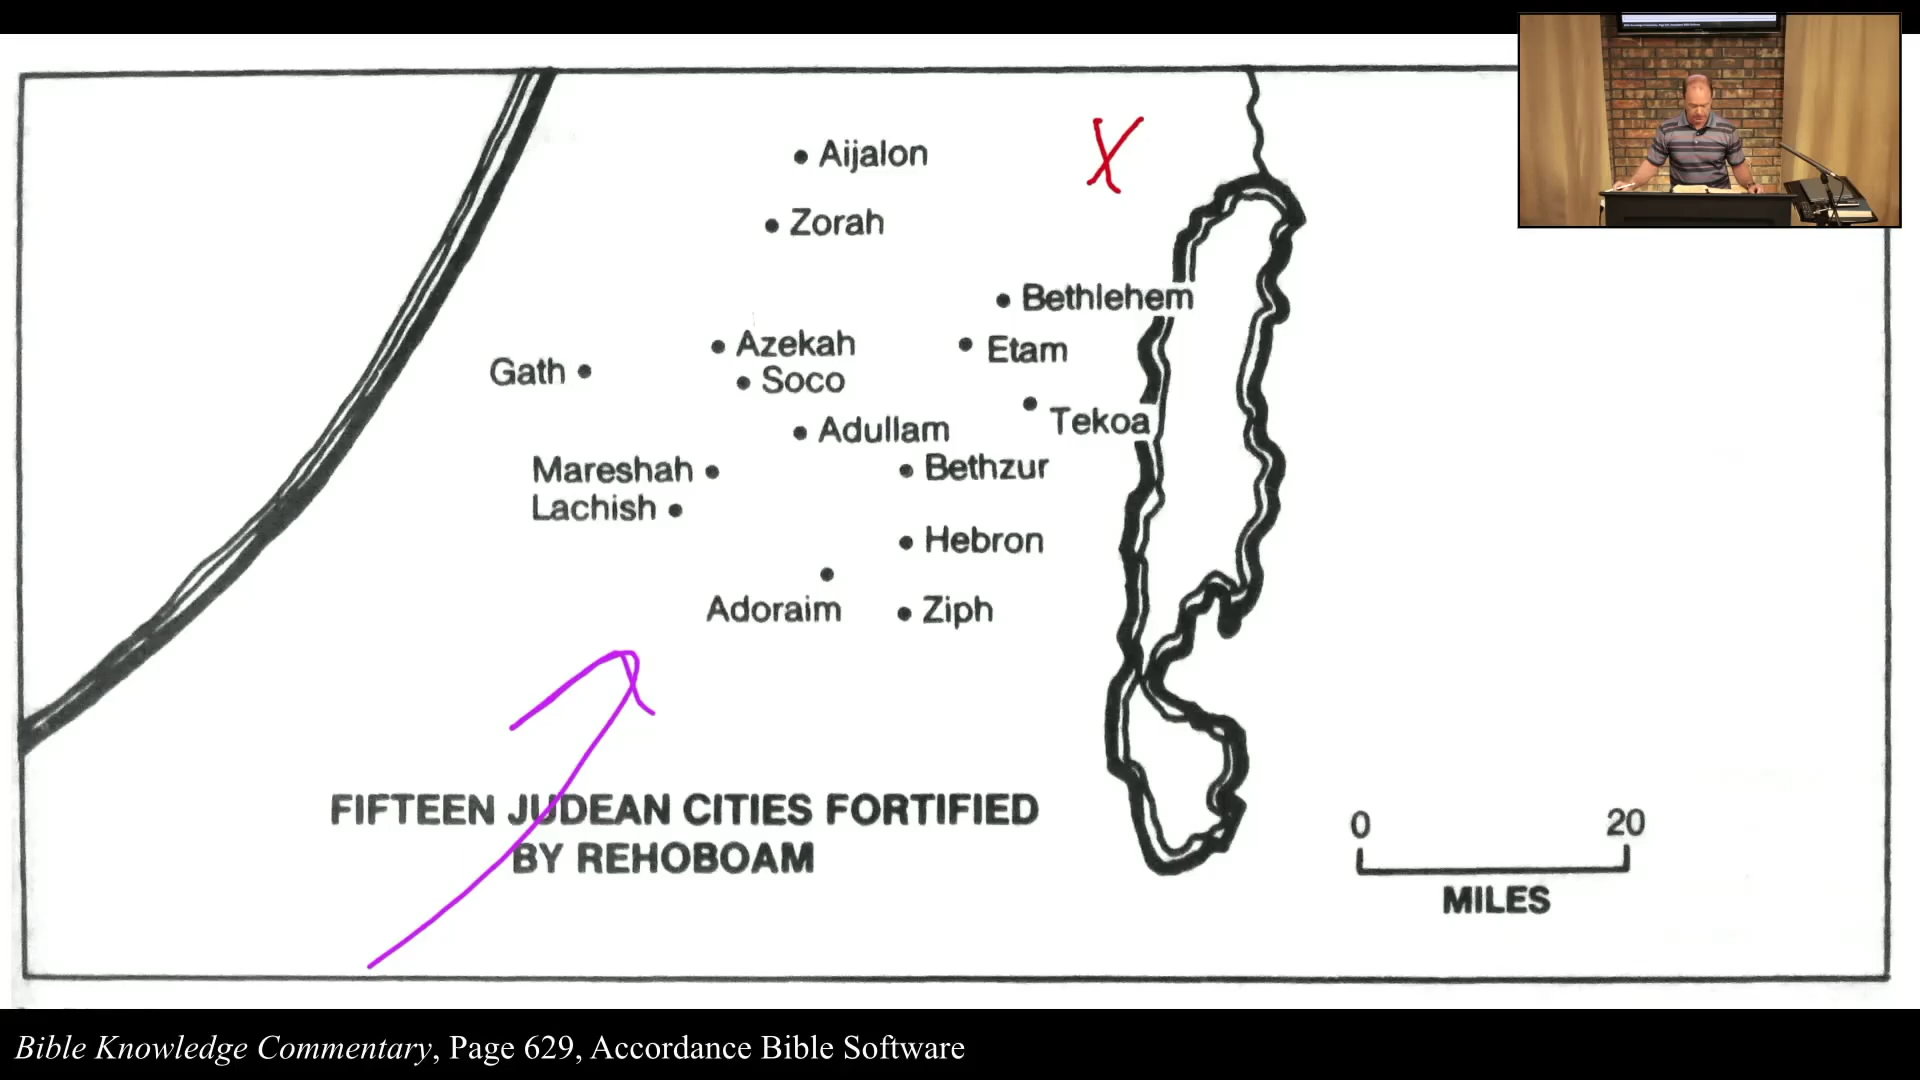 X
Aijalon
Zorah
Bethlehem
Azekah
Etam
Gath
Soco
Tekoa
Adullam
Mareshah
Bethzur
Lachish
Hebron
Adoraim
Ziph
FIFTEEN JUDEAN CITIES FORTIFIED
BY REHOBOAM
0 20
MILES
Bible Knowledge Commentary, Page 629, Accordance Bible Software